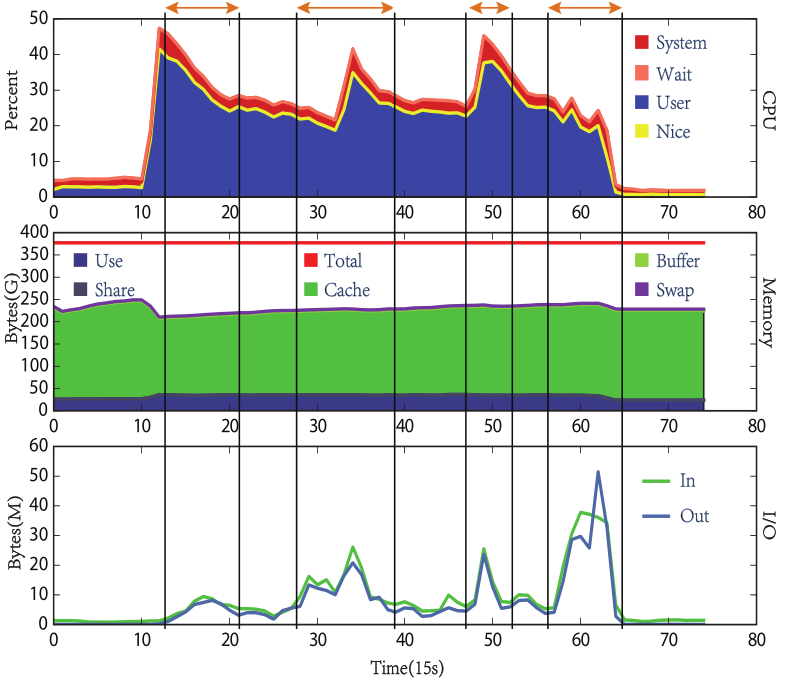 50
40
30
20
10
0
Percent
System
Wait
User
Nice
CPU
0 10 20 30 40 50 60 70 80
400
350
300
250
200
150
100
50
0
Bytes(G)
Use Total Buffer
Share Cache Swap
Memory
0 10 20 30 40 50 60 70 80
60
50
40
30
20
10
0
Bytes(M)
In
Out
I/O
0 10 20 30 40 50 60 70 80
Time(15s)